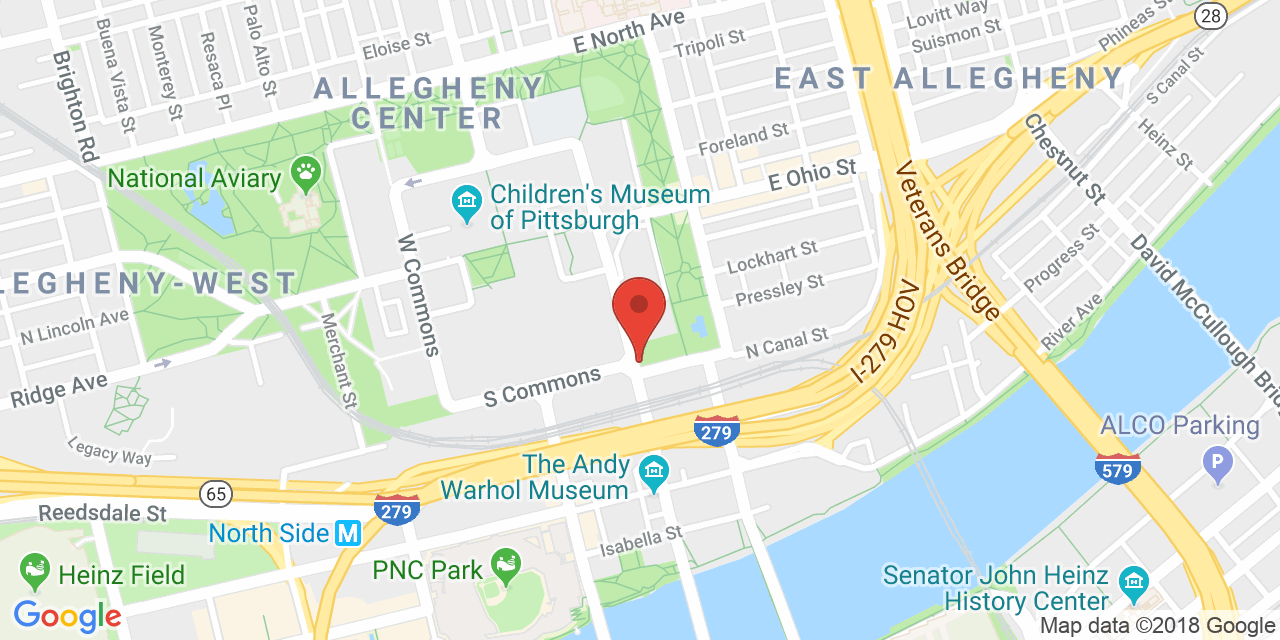 E North Ave
Tripoli St
Lovitt Way
Suismon St
Phineas St
28
Eloise St
Palo Alto St
Resaca Pl
Monterey St
Buena Vista St
Brighton Rd
ALLEGHENY
CENTER
EAST ALLEGHENY
S Canal St
Heinz St
Chestnut St
Foreland St
E Ohio St
Veterans Bridge
National Aviary
Children's Museum
of Pittsburgh
W Commons
LEGHENY-WEST
Lockhart St
Pressley St
Progress St
River Ave
David McCullough Bri
N Lincoln Ave
Merchant St
N Canal St
I-279 HOV
Ridge Ave
S Commons
Legacy Way
279
ALCO Parking
P
579
The Andy
Warhol Museum
65
279
Reedsdale St
North Side M
Isabella St
PNC Park
Heinz Field
Senator John Heinz
History Center
Google
Map data ©2018 Google